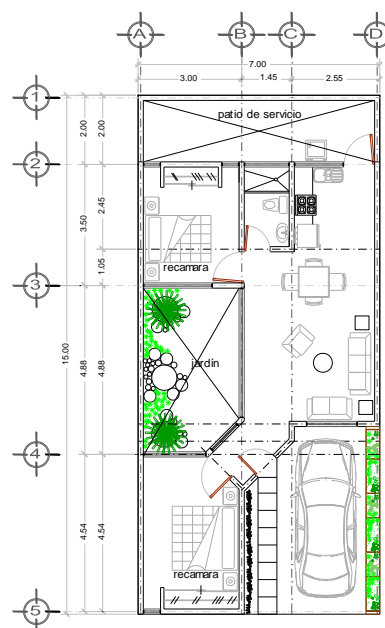 A B C D
7.00
3.00 1.45 2.55
1
2.00 2.00
patio de servicio
2
3.50
2.45
recamara
1.05
3
15.00
4.88 4.88
jardín
4
4.54 4.54
recamara
5